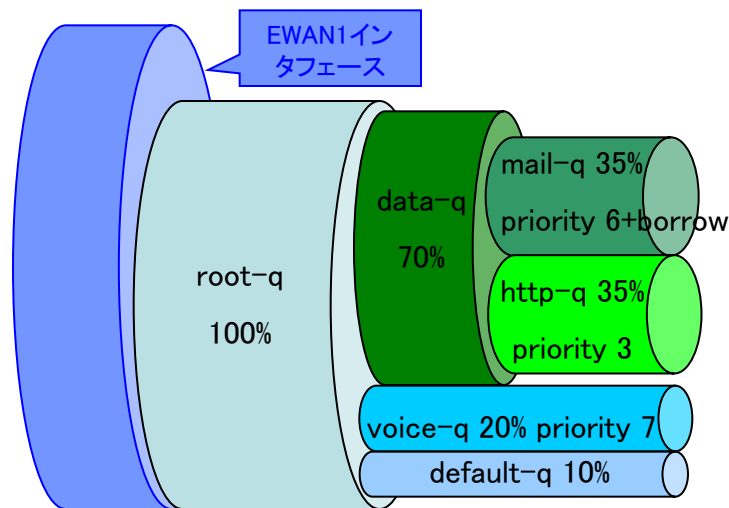 EWAN1イン
タフェース
root-q
100%
data-q
70%
mail-q 35%
priority 6+borrow
http-q 35%
priority 3
voice-q 20% priority 7
default-q 10%